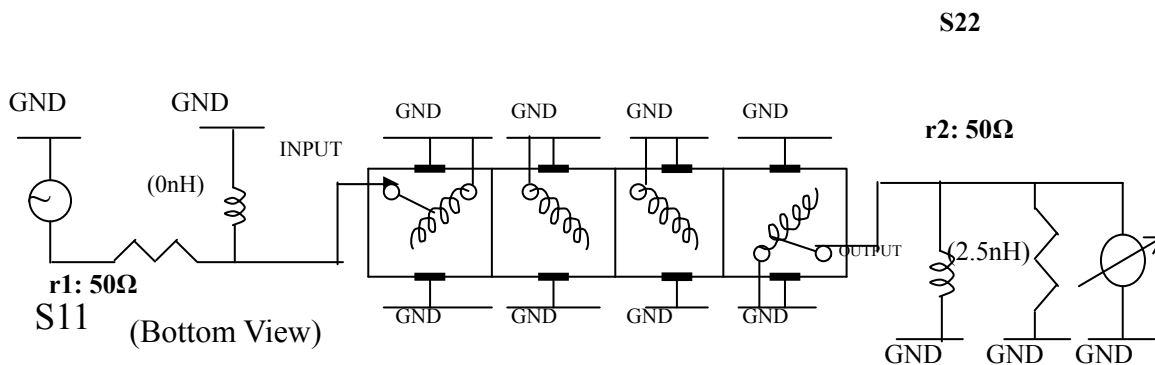 S22
GND
GND
GND
GND
GND
GND
r2: 50Ω
INPUT
(0nH)
OUTPUT
(2.5nH)
r1: 50Ω
S11
(Bottom View)
GND
GND
GND
GND
GND
GND
GND